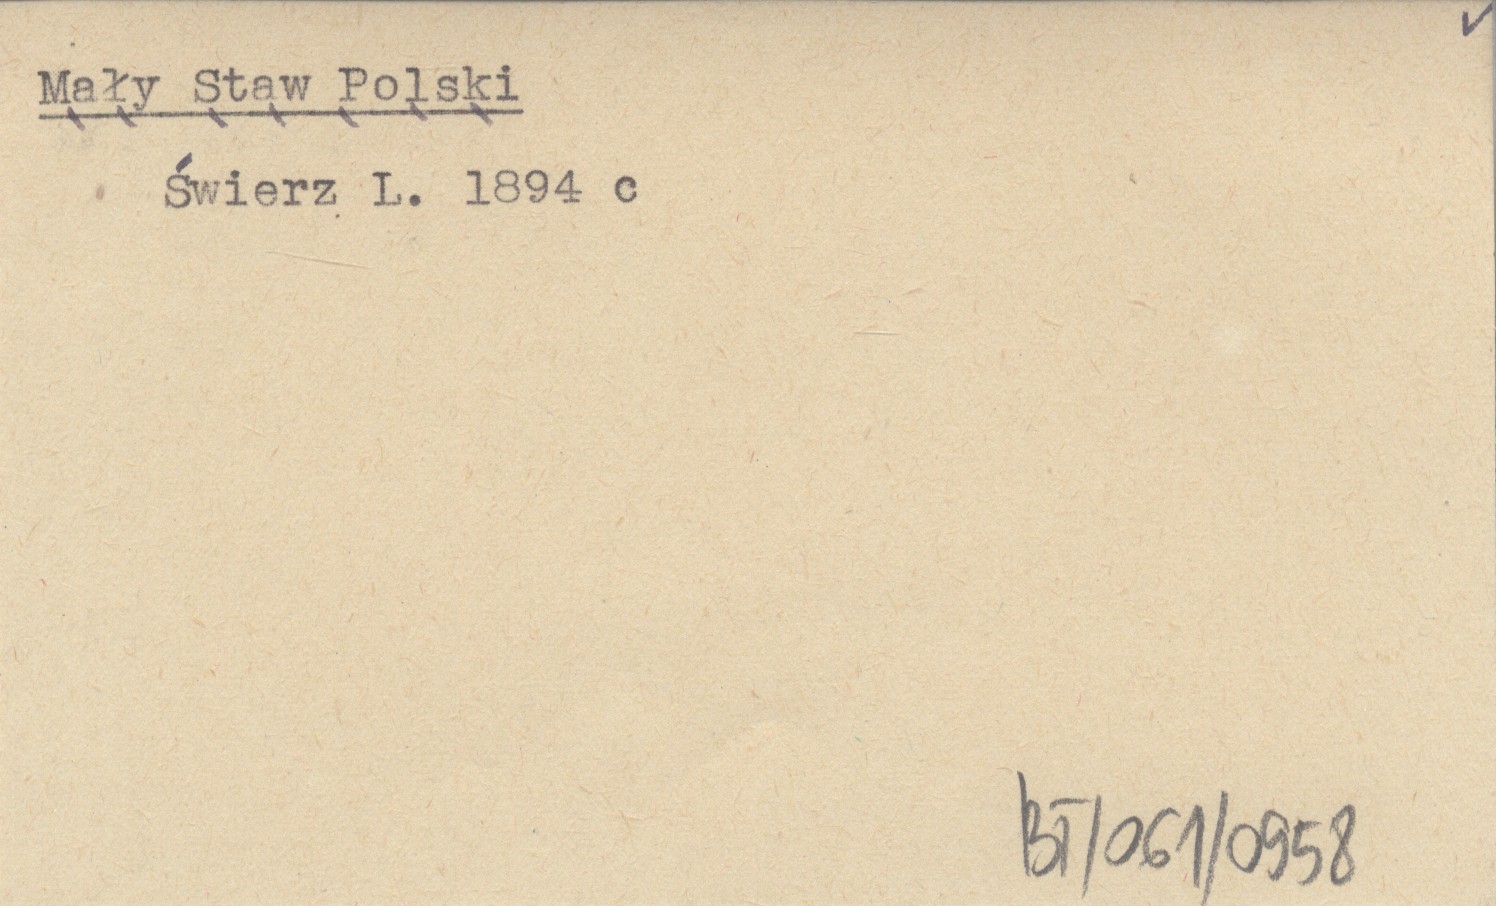 Mały Staw Polski
Świerz L. 1894 c
BT/061/0958